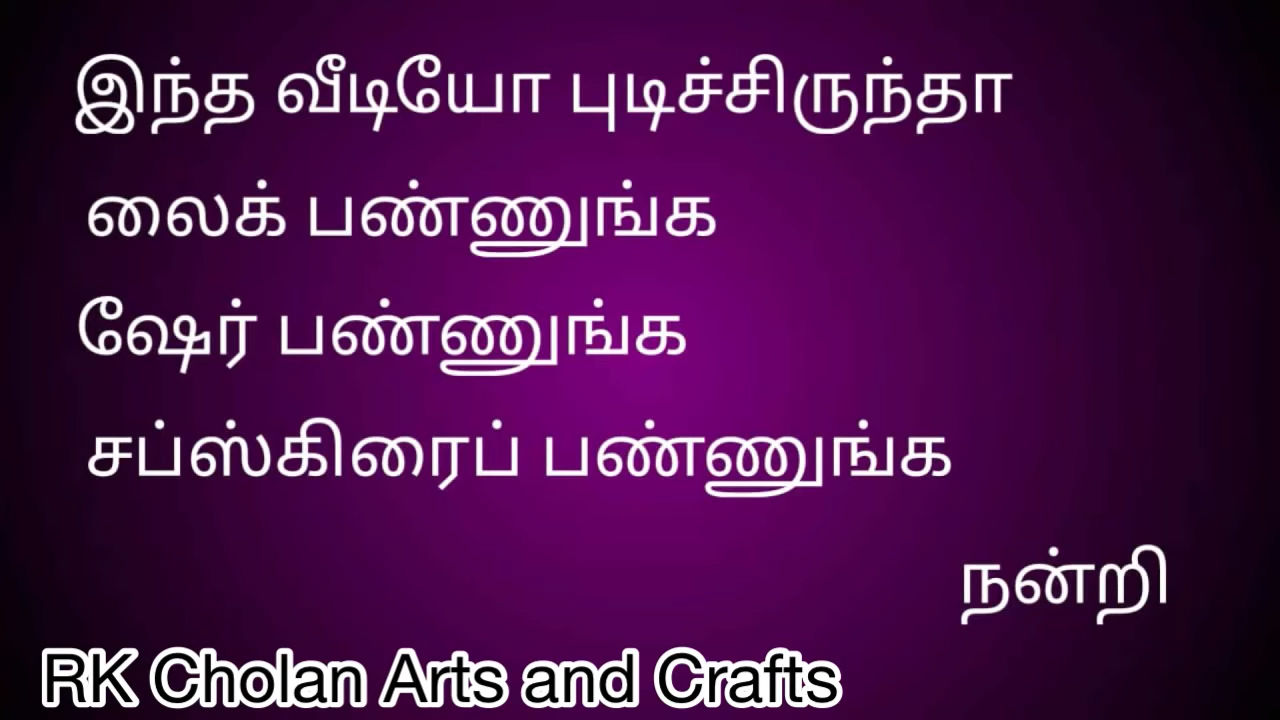 இந்த வீடியோ புடிச்சிருந்தா
லைக் பண்ணுங்க
ஷேர் பண்ணுங்க
சப்ஸ்கிரைப் பண்ணுங்க
நன்றி
RK Cholan Arts and Crafts